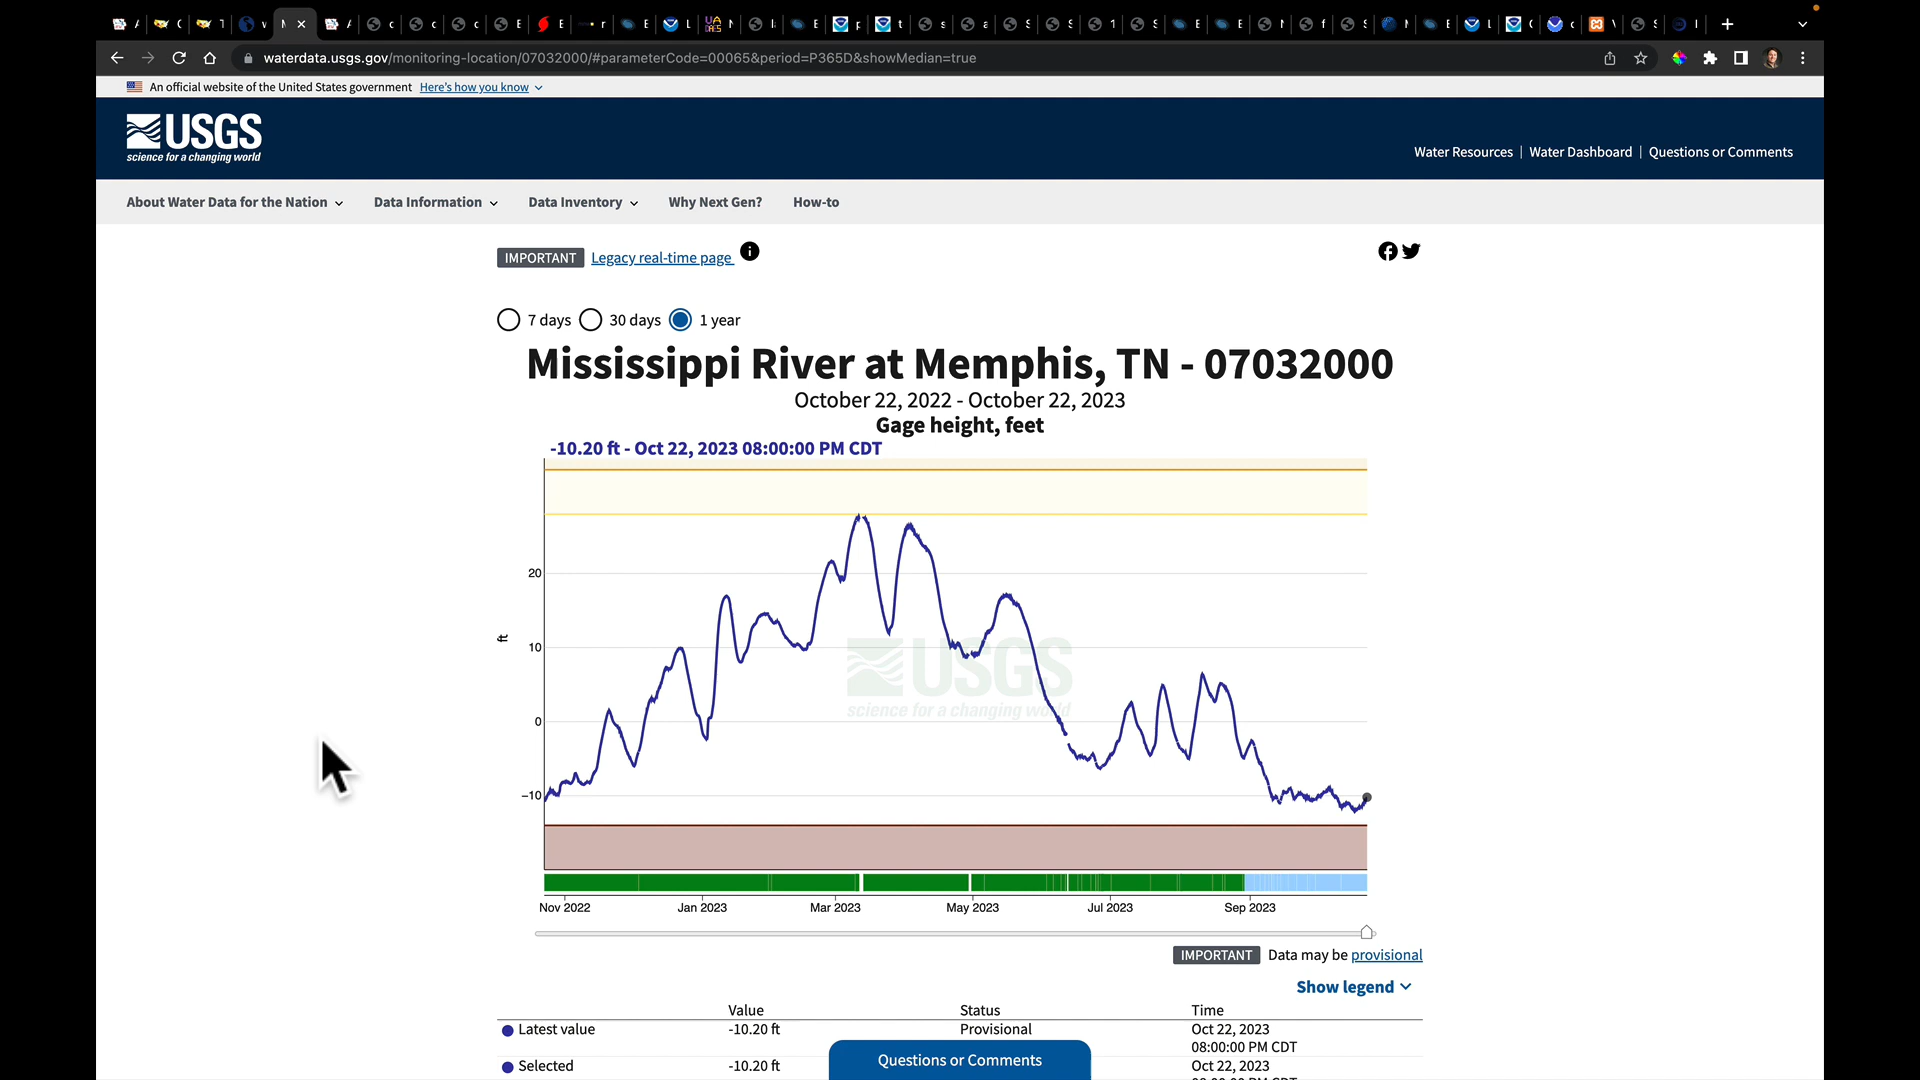 waterdata.usgs.gov/monitoring-location/07032000/#parameterCode=00065&period=P365D&showMedian=true
An official website of the United States government Here's how you know
USGS
science for a changing world
Water Resources | Water Dashboard | Questions or Comments
About Water Data for the Nation Data Information Data Inventory Why Next Gen? How-to
IMPORTANT Legacy real-time page
7 days 30 days 1 year
Mississippi River at Memphis, TN - 07032000
October 22, 2022 - October 22, 2023
Gage height, feet
-10.20 ft - Oct 22, 2023 08:00:00 PM CDT
20
ft
10
USGS
science for a changing world
0
−10
Nov 2022 Jan 2023 Mar 2023 May 2023 Jul 2023 Sep 2023
IMPORTANT Data may be provisional
Show legend
Value Status Time
Latest value -10.20 ft Provisional Oct 22, 2023
08:00:00 PM CDT
Questions or Comments
Selected -10.20 ft Oct 22, 2023